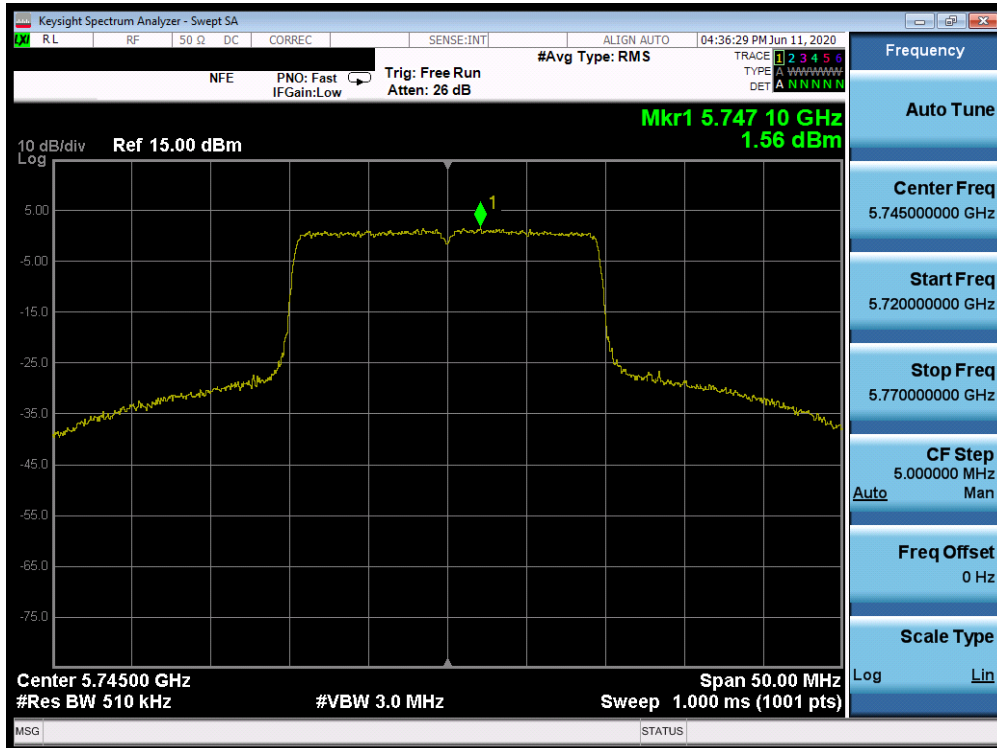 Keysight Spectrum Analyzer - Swept SA
LXI RL RF 50 Ω DC CORREC SENSE:INT ALIGN AUTO 04:36:29 PM Jun 11, 2020
NFE PNO: Fast Trig: Free Run #Avg Type: RMS TRACE 1 2 3 4 5 6
IFGain:Low Atten: 26 dB TYPE A WWWWW
DET A N N N N N
Mkr1 5.747 10 GHz
1.56 dBm
10 dB/div Ref 15.00 dBm
Log
1
5.00
-5.00
-15.0
-25.0
-35.0
-45.0
-55.0
-65.0
-75.0
Center 5.74500 GHz Span 50.00 MHz
#Res BW 510 kHz #VBW 3.0 MHz Sweep 1.000 ms (1001 pts)
MSG STATUS
Frequency
Auto Tune
Center Freq
5.745000000 GHz
Start Freq
5.720000000 GHz
Stop Freq
5.770000000 GHz
CF Step
5.000000 MHz
Auto Man
Freq Offset
0 Hz
Scale Type
Log Lin